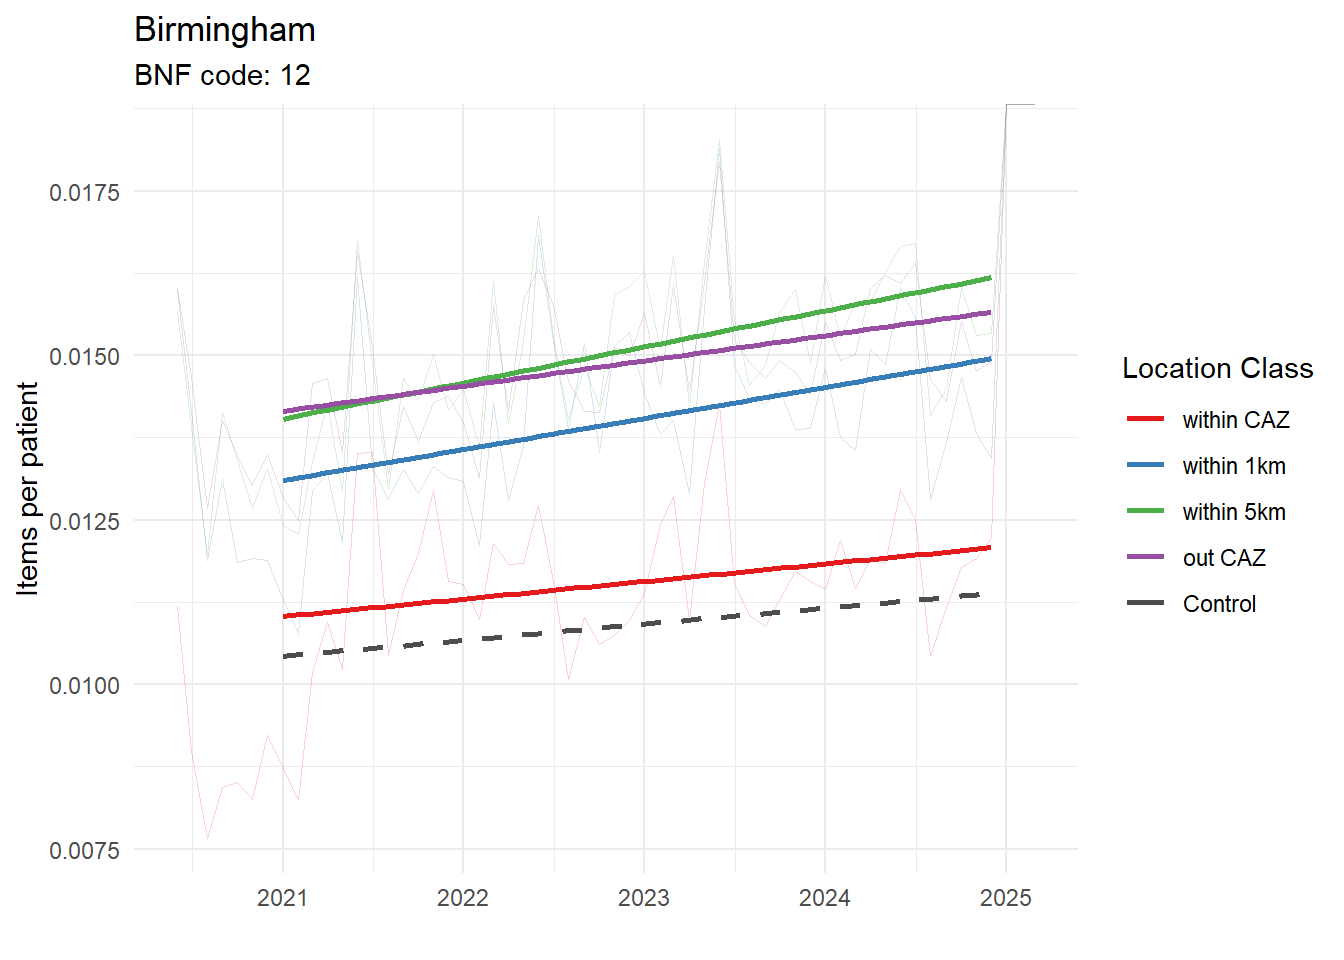 Birmingham
BNF code: 12
Items per patient
0.0175
0.0150
0.0125
0.0100
0.0075
2021
2022
2023
2024
2025
Location Class
within CAZ
within 1km
within 5km
out CAZ
Control